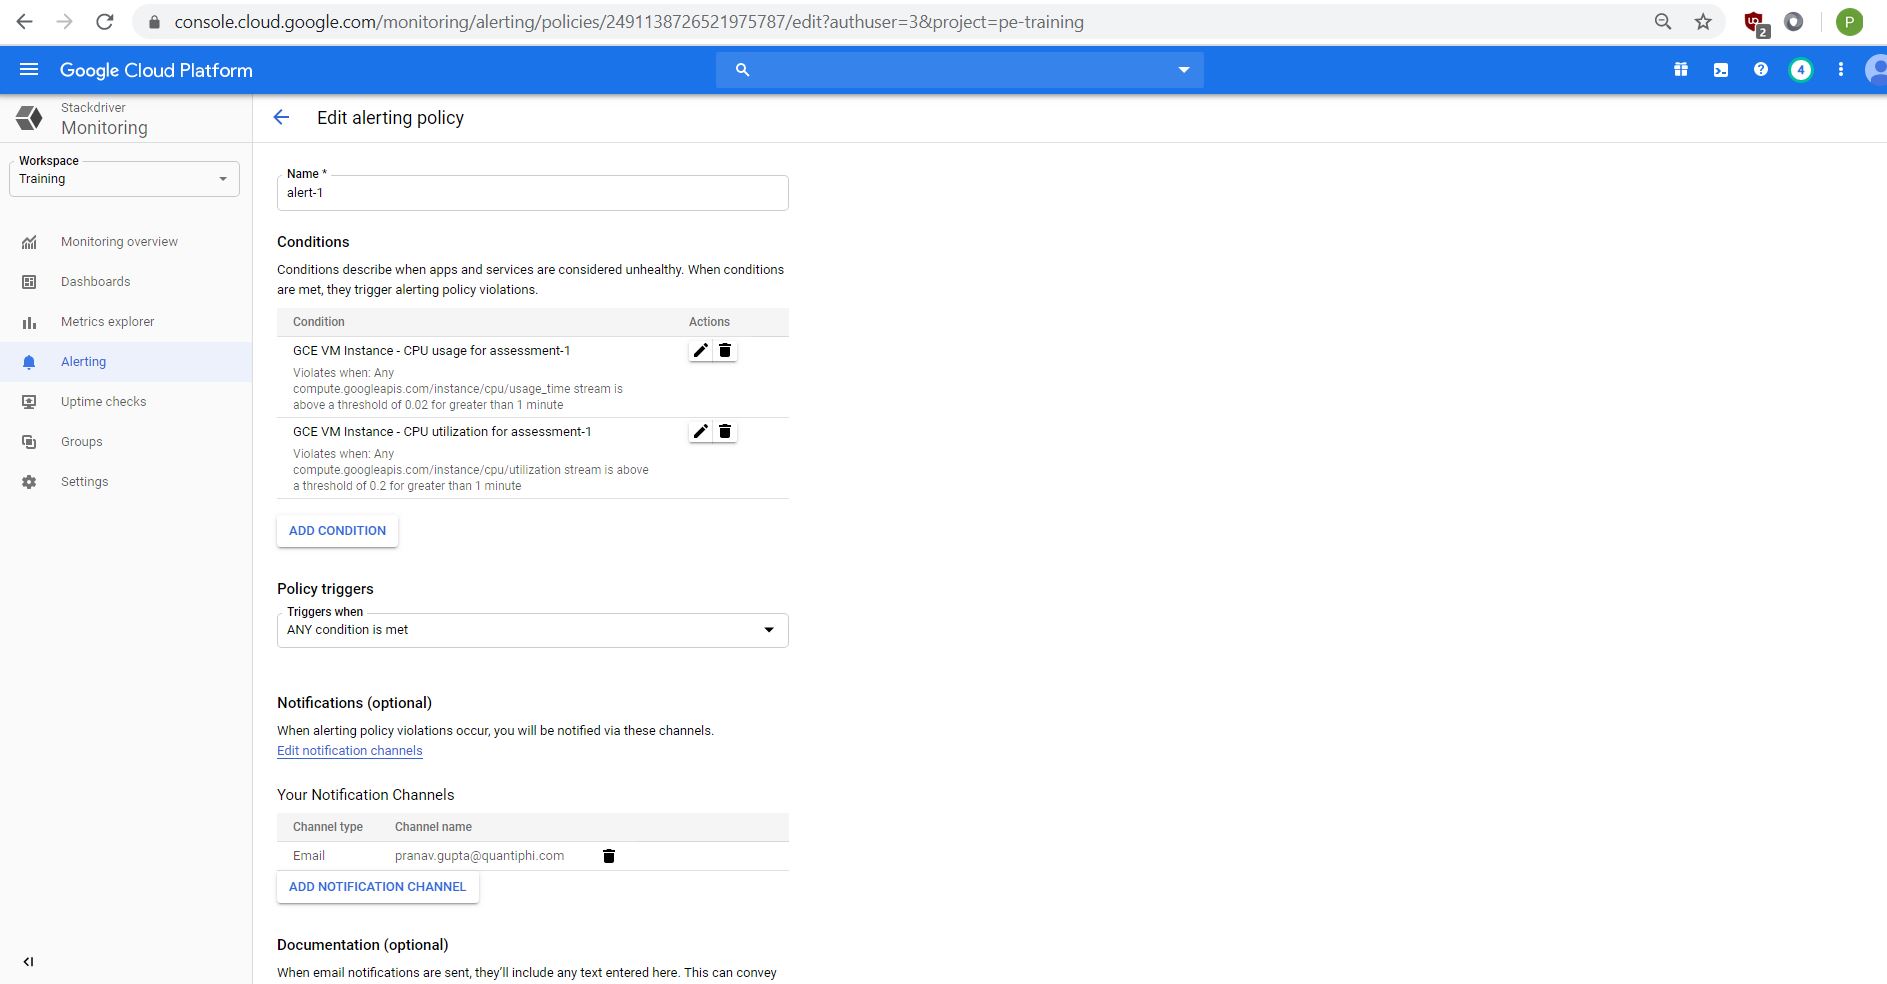 console.cloud.google.com/monitoring/alerting/policies/2491138726521975787/edit?authuser=3&project=pe-training
2
P
Google Cloud Platform
4
Stackdriver
Monitoring
Workspace
Training
Monitoring overview
Dashboards
Metrics explorer
Alerting
Uptime checks
Groups
Settings
Edit alerting policy
Name *
alert-1
Conditions
Conditions describe when apps and services are considered unhealthy. When conditions
are met, they trigger alerting policy violations.
Condition Actions
GCE VM Instance - CPU usage for assessment-1
Violates when: Any
compute.googleapis.com/instance/cpu/usage_time stream is
above a threshold of 0.02 for greater than 1 minute
GCE VM Instance - CPU utilization for assessment-1
Violates when: Any
compute.googleapis.com/instance/cpu/utilization stream is above
a threshold of 0.2 for greater than 1 minute
ADD CONDITION
Policy triggers
Triggers when
ANY condition is met
Notifications (optional)
When alerting policy violations occur, you will be notified via these channels.
Edit notification channels
Your Notification Channels
Channel type Channel name
Email pranav.gupta@quantiphi.com
ADD NOTIFICATION CHANNEL
Documentation (optional)
When email notifications are sent, they'll include any text entered here. This can convey